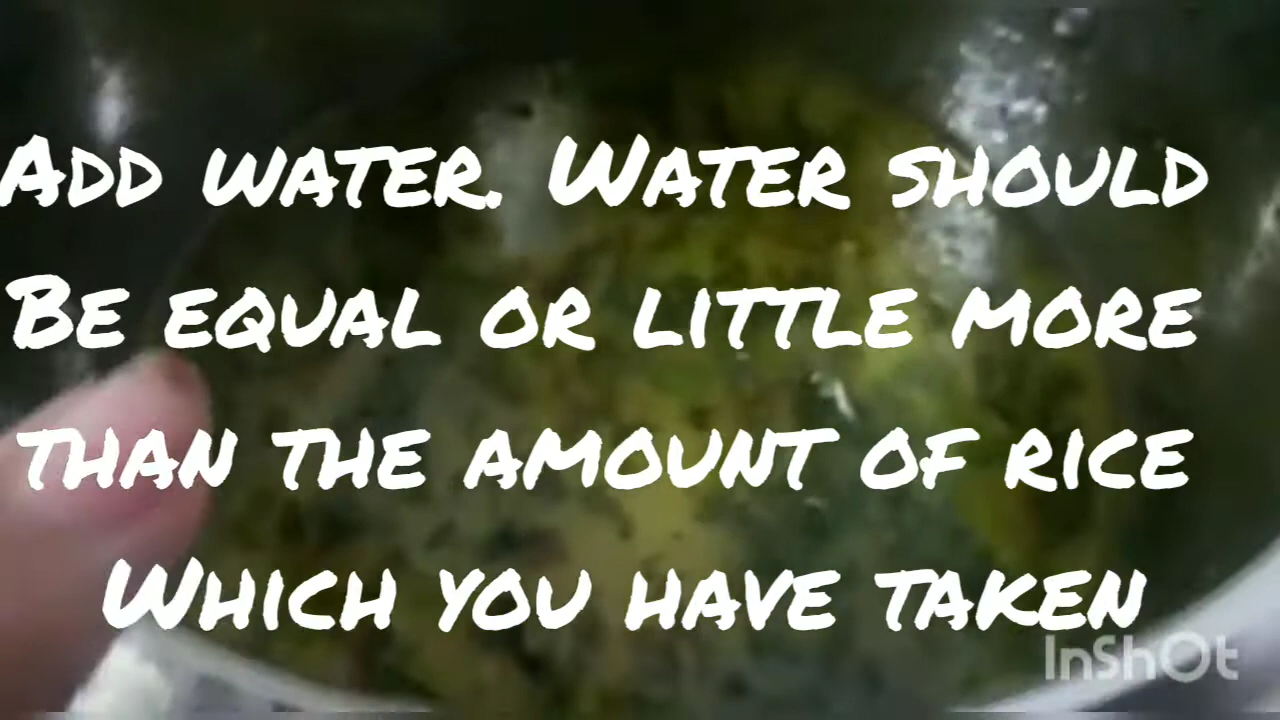 Add water. Water should
Be equal or little more
than the amount of rice
Which you have taken
InShOt